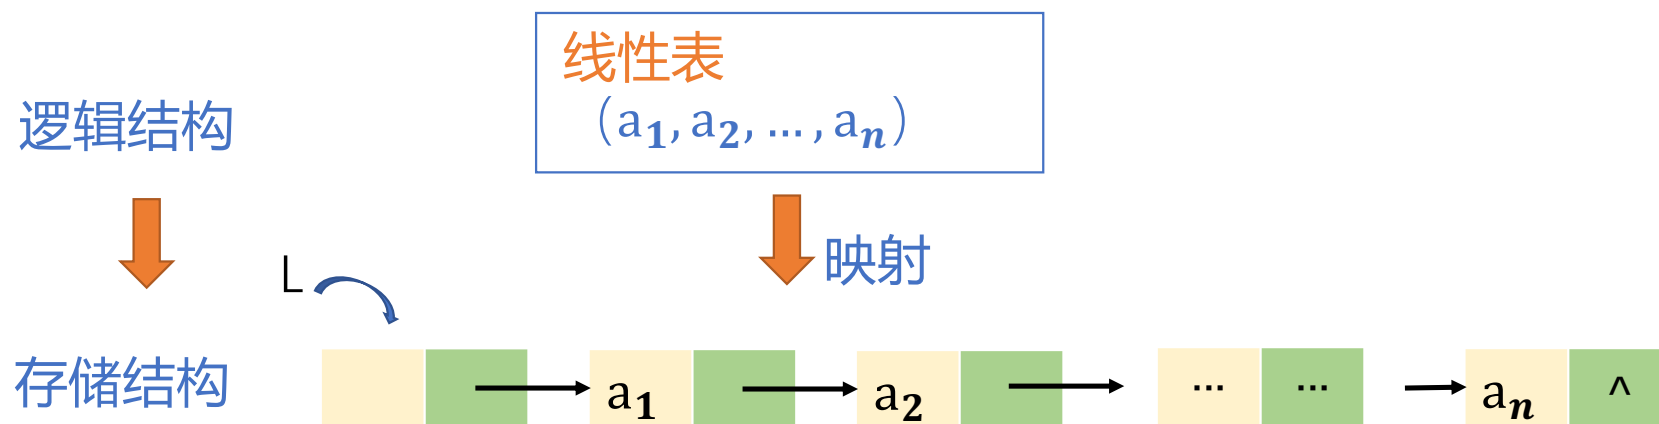 线性表
（a₁, a₂, … , aₙ）
逻辑结构
映射
L
存储结构
a₁ a₂ … … aₙ ^